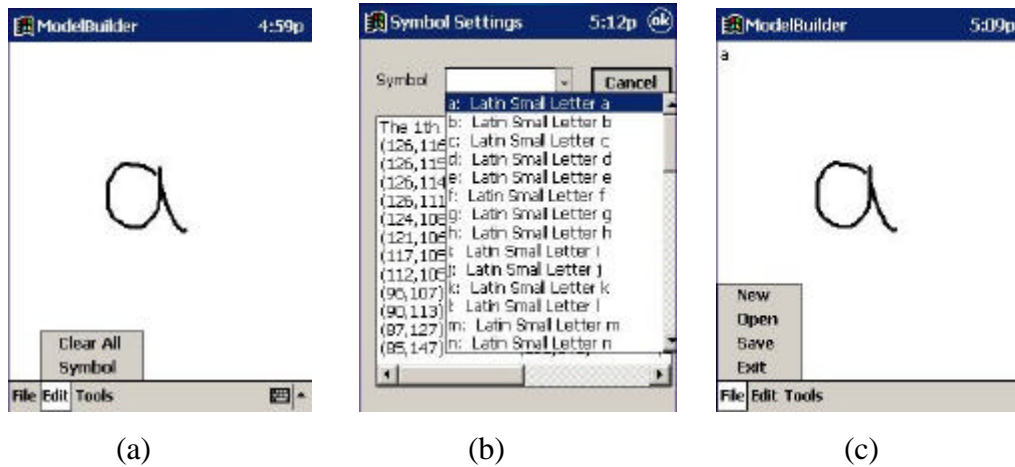 ModelBuilder 4:59p
a
Clear All
Symbol
File Edit Tools
(a)
Symbol Settings 5:12p ok
Symbol Cancel
a: Latin Small Letter a
b: Latin Small Letter b
c: Latin Small Letter c
d: Latin Small Letter d
e: Latin Small Letter e
f: Latin Small Letter f
g: Latin Small Letter g
h: Latin Small Letter h
i: Latin Small Letter i
j: Latin Small Letter j
k: Latin Small Letter k
l: Latin Small Letter l
m: Latin Small Letter m
n: Latin Small Letter n
The 1th
(126,116
(126,115
(126,114
(126,111
(117,105
(112,105
(96,107)
(90,113)
(87,127)
(85,147)
(b)
ModelBuilder 5:09p
a
a
New
Open
Save
Exit
File Edit Tools
(c)